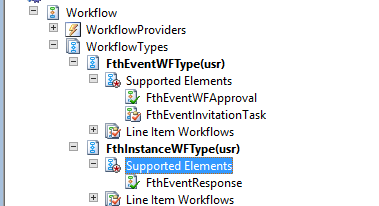 Workflow
WorkflowProviders
WorkflowTypes
FthEventWFType(usr)
Supported Elements
FthEventWFApproval
FthEventInvitationTask
Line Item Workflows
FthInstanceWFType(usr)
Supported Elements
FthEventResponse
Line Item Workflows